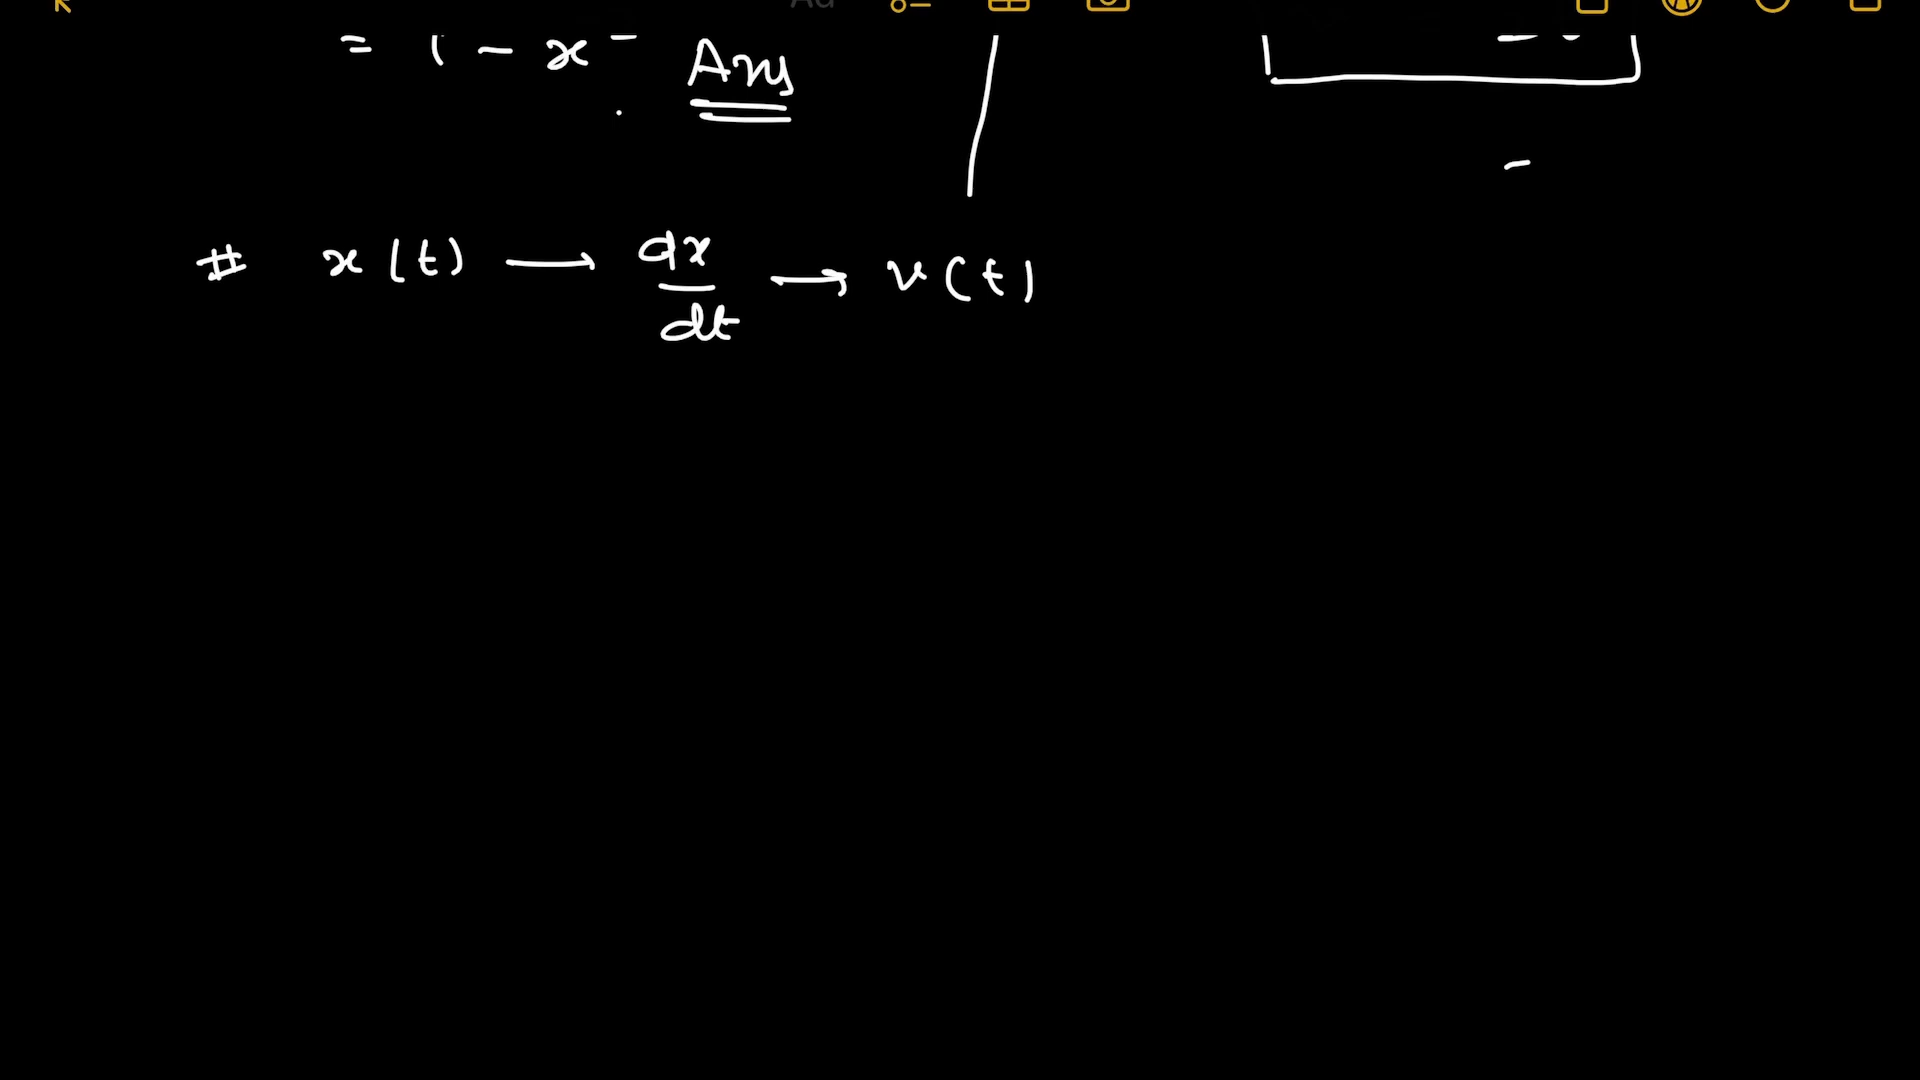 = 1 - x Ans
# x(t) → dx/dt → v(t)